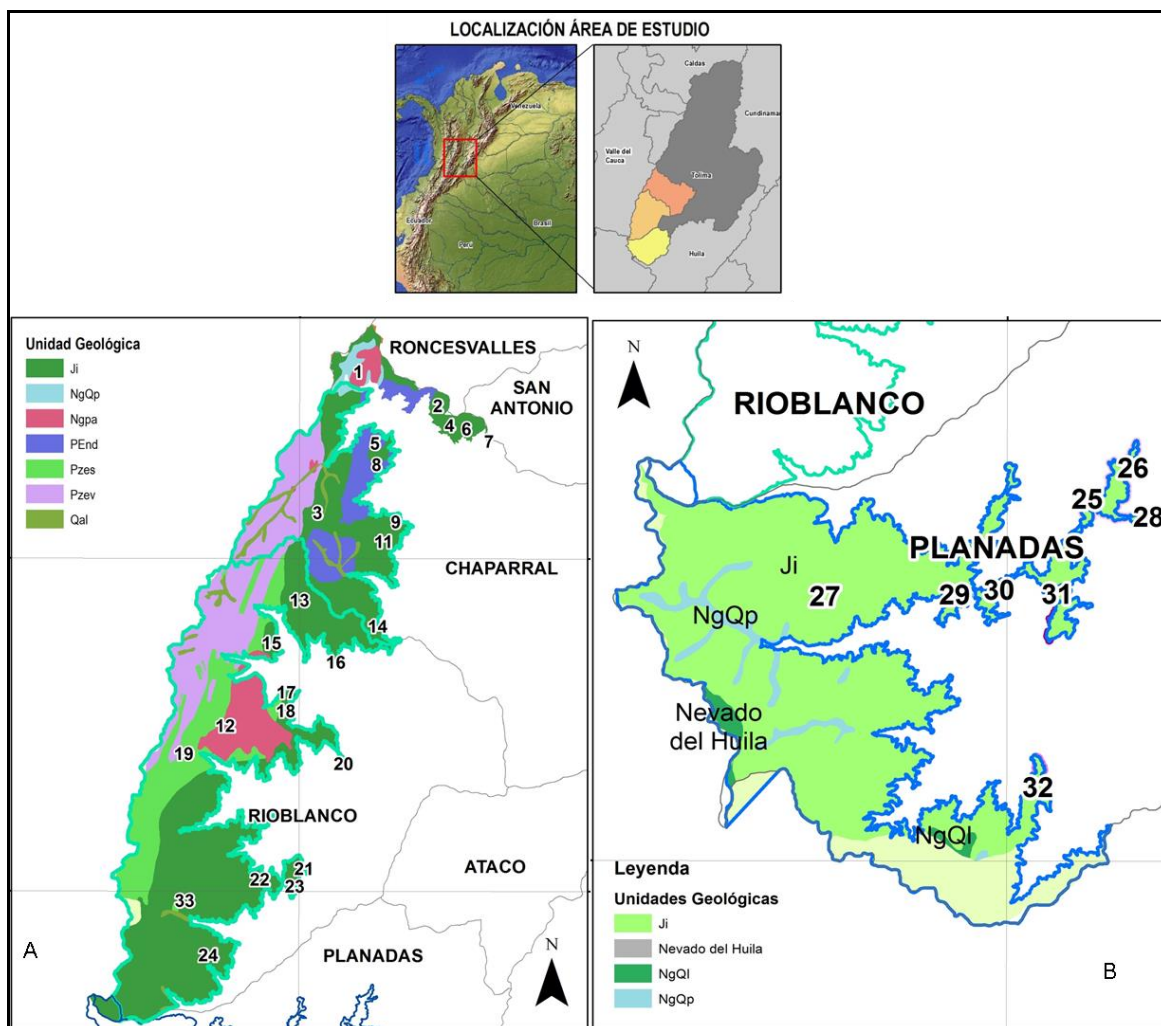 LOCALIZACIÓN ÁREA DE ESTUDIO
Venezuela
Ecuador
Perú
Brasil
Caldas
Cundinamar
Valle del
Cauca
Tolima
Huila
Unidad Geológica
Ji
NgQp
Ngpa
PEnd
Pzes
Pzev
Qal
RONCESVALLES
SAN
ANTONIO
1
2
4
6
7
5
8
3
9
11
CHAPARRAL
13
14
15
16
17
12
18
19
20
RIOBLANCO
ATACO
21
22
23
33
24
PLANADAS
A
N
N
RIOBLANCO
26
25
28
PLANADAS
Ji
27
29
30
31
NgQp
Nevado
del Huila
32
NgQl
Leyenda
Unidades Geológicas
Ji
Nevado del Huila
NgQl
NgQp
B